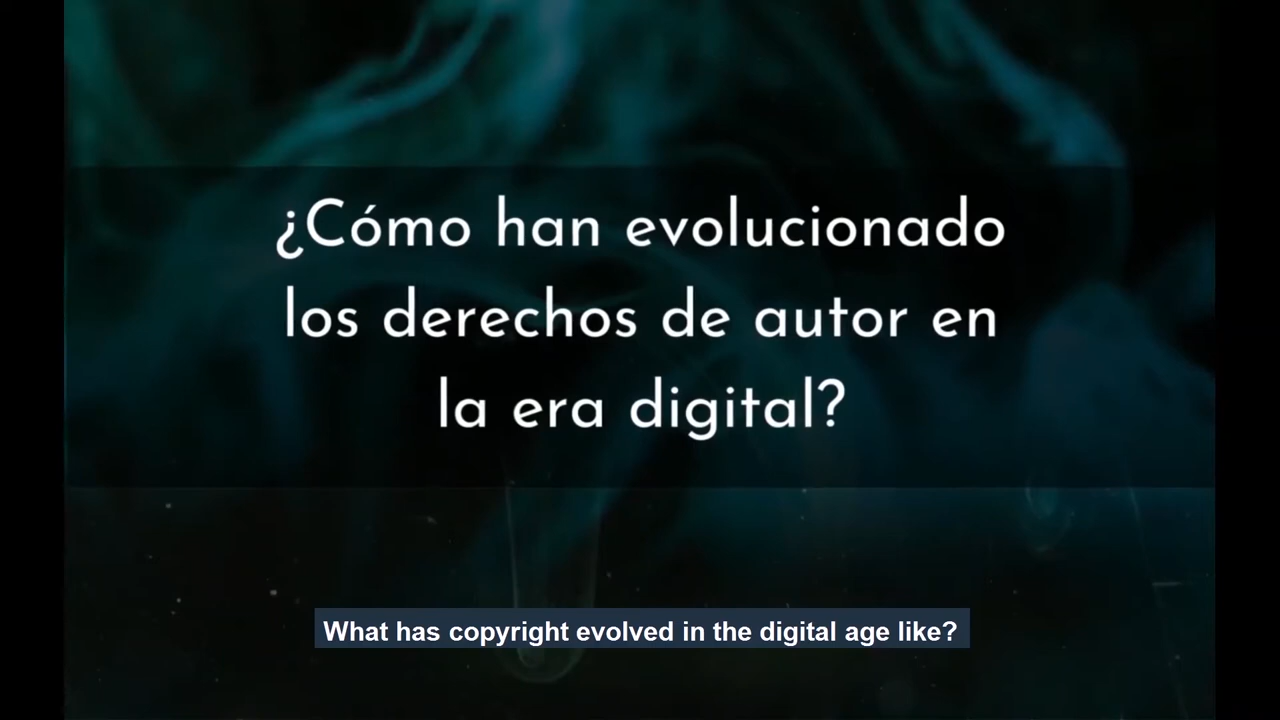 ¿Cómo han evolucionado
los derechos de autor en
la era digital?
What has copyright evolved in the digital age like?